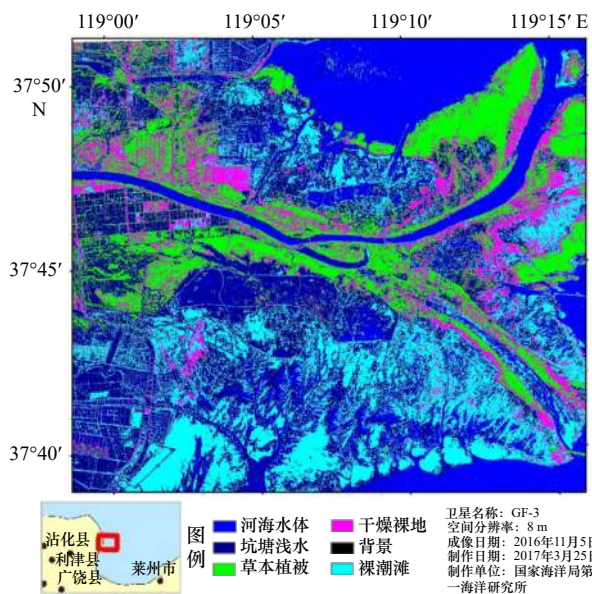 119°00′ 119°05′ 119°10′ 119°15′ E
37°50′
N
37°45′
37°40′
沾化县
利津县
广饶县
莱州市
图例
河海水体 干燥裸地
坑塘浅水 背景
草本植被 裸潮滩
卫星名称：GF-3
空间分辨率：8 m
成像日期：2016年11月5日
制作日期：2017年3月25日
制作单位：国家海洋局第
一海洋研究所